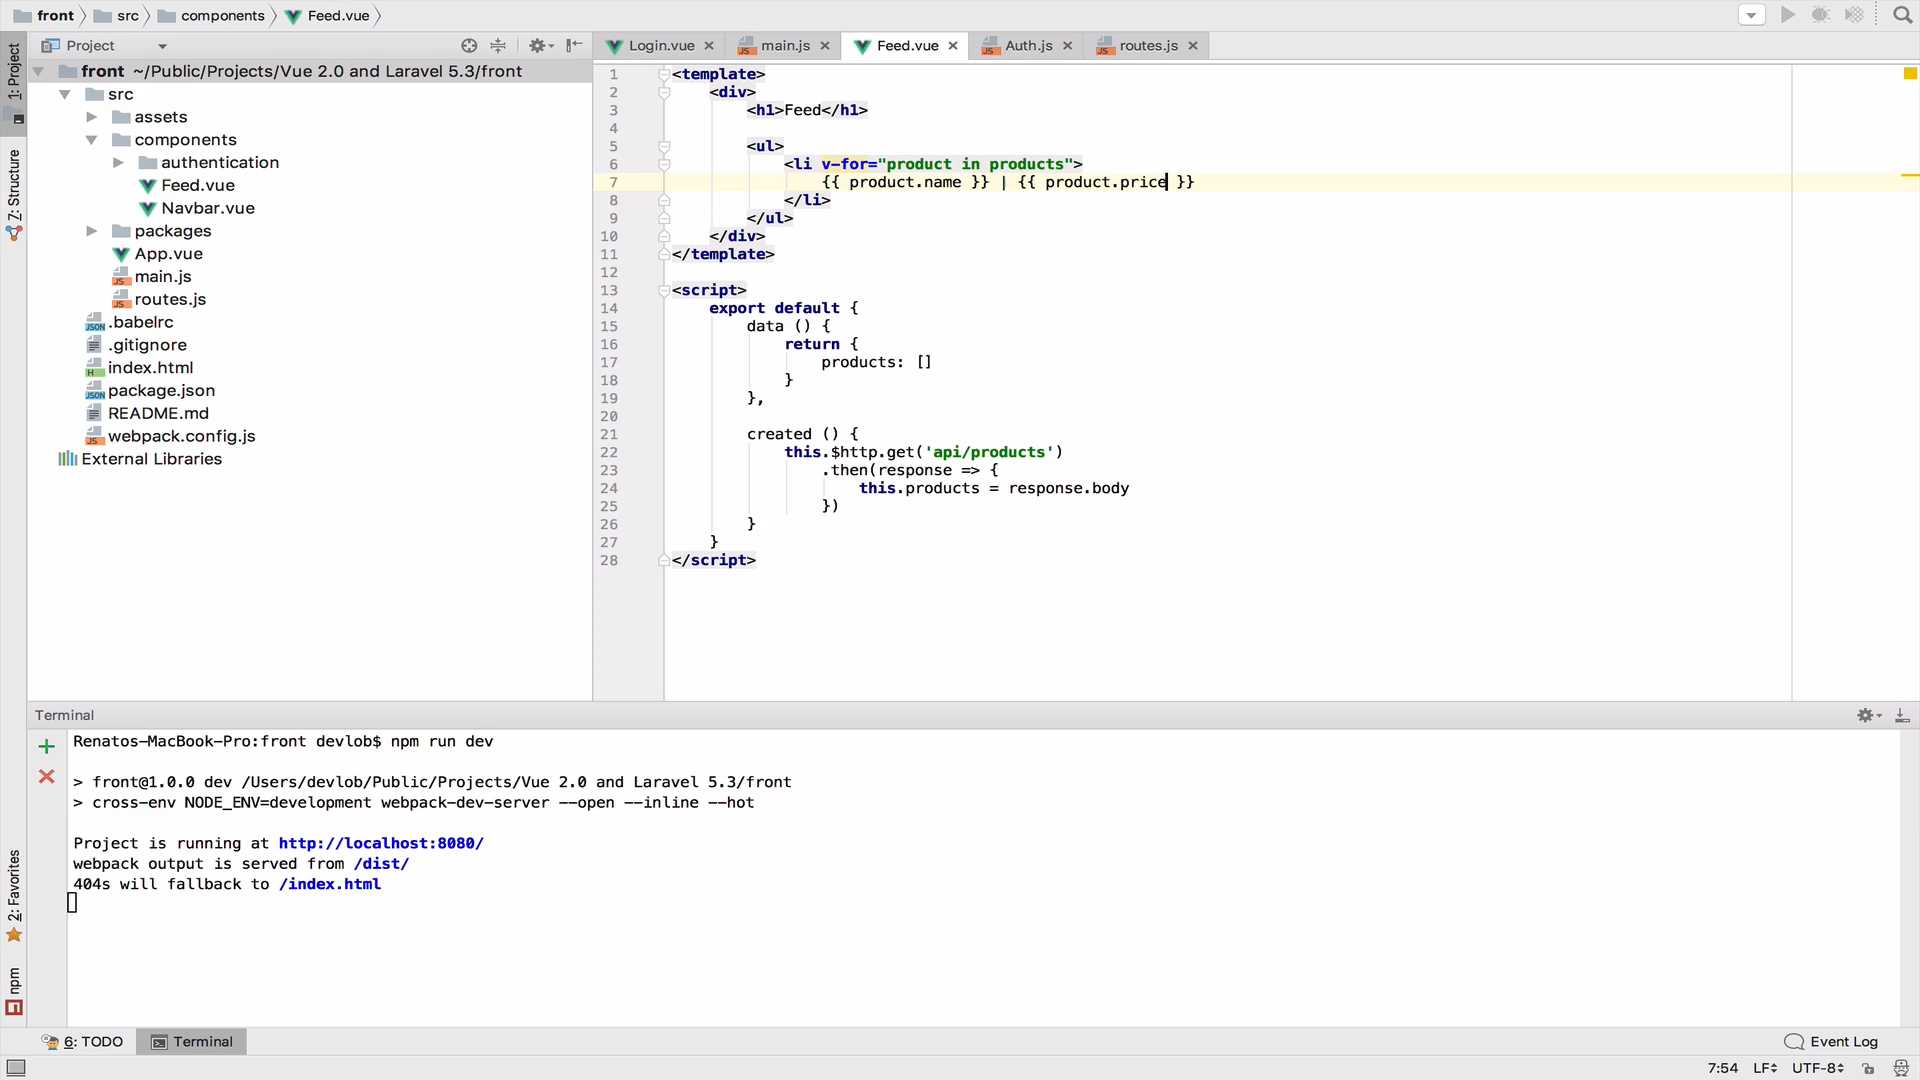 front src components Feed.vue
Project
Login.vue main.js Feed.vue Auth.js routes.js
1: Project
7: Structure
2: Favorites
npm
front ~/Public/Projects/Vue 2.0 and Laravel 5.3/front
src
assets
components
authentication
Feed.vue
Navbar.vue
packages
App.vue
main.js
routes.js
.babelrc
.gitignore
index.html
package.json
README.md
webpack.config.js
External Libraries
1 <template>
2 <div>
3 <h1>Feed</h1>
4
5 <ul>
6 <li v-for="product in products">
7 {{ product.name }} | {{ product.price }}
8 </li>
9 </ul>
10 </div>
11 </template>
12
13 <script>
14 export default {
15 data () {
16 return {
17 products: []
18 }
19 },
20
21 created () {
22 this.$http.get('api/products')
23 .then(response => {
24 this.products = response.body
25 })
26 }
27 }
28 </script>
Terminal
Renatos-MacBook-Pro:front devlob$ npm run dev
> front@1.0.0 dev /Users/devlob/Public/Projects/Vue 2.0 and Laravel 5.3/front
> cross-env NODE_ENV=development webpack-dev-server --open --inline --hot
Project is running at http://localhost:8080/
webpack output is served from /dist/
404s will fallback to /index.html
6: TODO Terminal Event Log
7:54 LF UTF-8